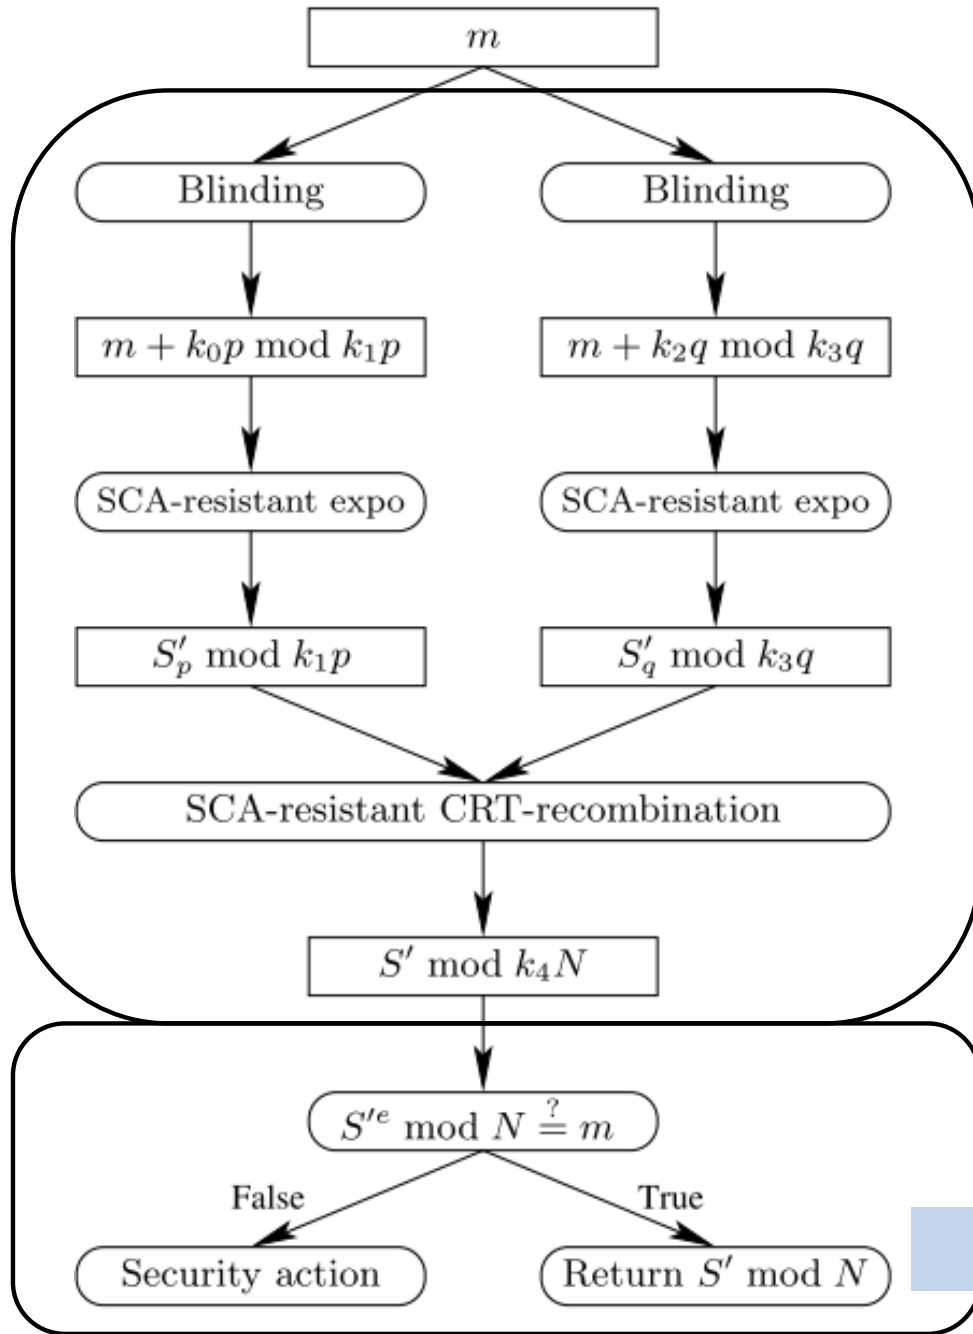 m
Blinding Blinding
m + k₀p mod k₁p m + k₂q mod k₃q
SCA-resistant expo SCA-resistant expo
S′ₚ mod k₁p S′_q mod k₃q
SCA-resistant CRT-recombination
S′ mod k₄N
S′ᵉ mod N ≟ m
False True
Security action Return S′ mod N